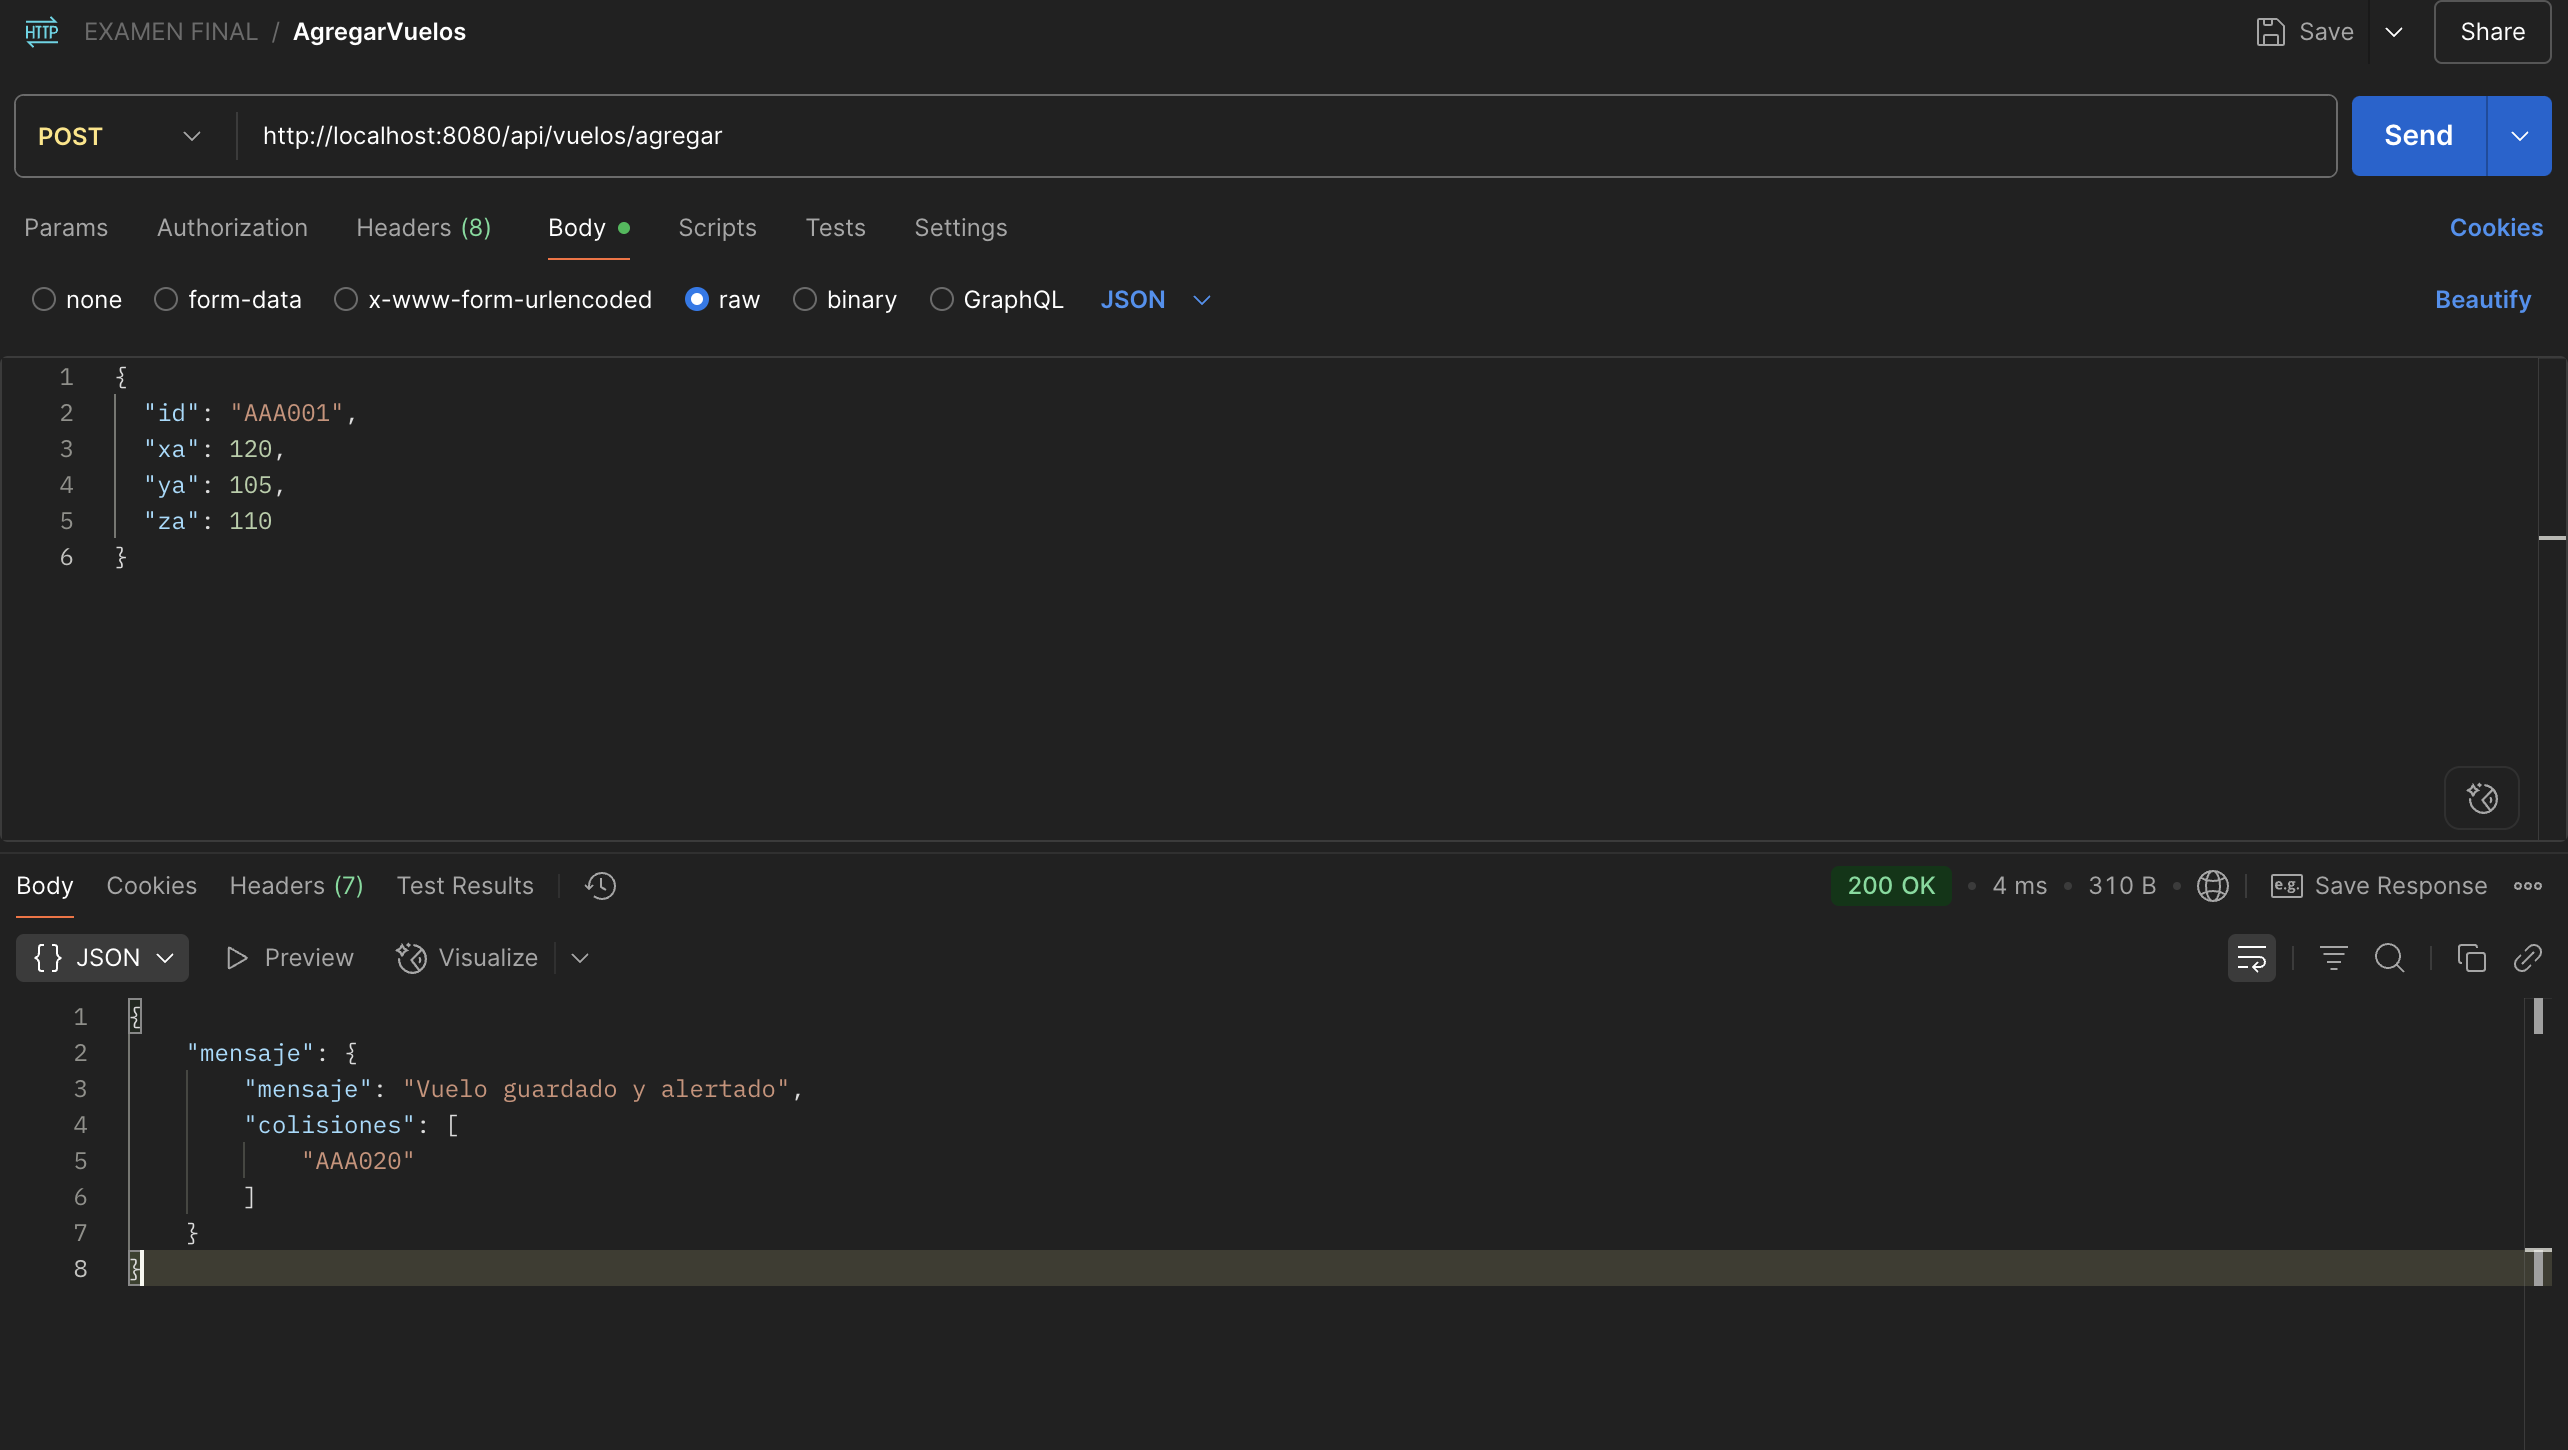 HTTP EXAMEN FINAL / AgregarVuelos Save Share
POST http://localhost:8080/api/vuelos/agregar Send
Params Authorization Headers (8) Body Scripts Tests Settings Cookies
none form-data x-www-form-urlencoded raw binary GraphQL JSON Beautify
1 {
2 "id": "AAA001",
3 "xa": 120,
4 "ya": 105,
5 "za": 110
6 }
Body Cookies Headers (7) Test Results 200 OK • 4 ms • 310 B • e.g. Save Response
{} JSON Preview Visualize
1 {
2 "mensaje": {
3 "mensaje": "Vuelo guardado y alertado",
4 "colisiones": [
5 "AAA020"
6 ]
7 }
8 }